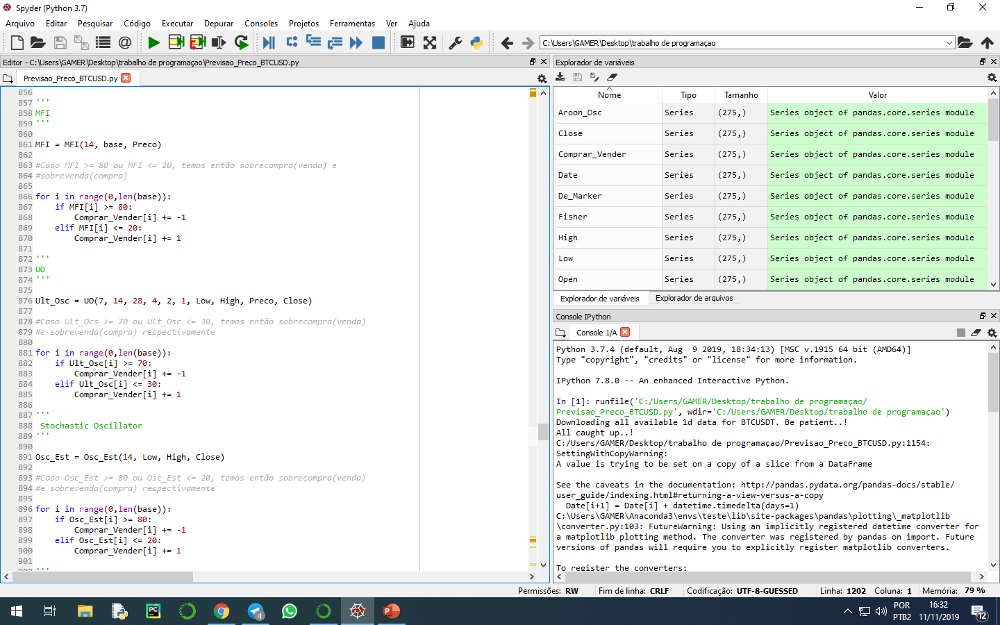 Spyder (Python 3.7)
Arquivo Editar Pesquisar Código Executar Depurar Consoles Projetos Ferramentas Ver Ajuda
C:\Users\GAMER\Desktop\trabalho de programaçao
Editor - C:\Users\GAMER\Desktop\trabalho de programaçao\Previsao_Preco_BTCUSD.py
Previsao_Preco_BTCUSD.py
856
857 '''
858 MFI
859 '''
860
861 MFI = MFI(14, base, Preco)
862
863 #Caso MFI >= 80 ou MFI <= 20, temos então sobrecompra(venda) e
864 #sobrevenda(compra)
865
866 for i in range(0,len(base)):
867     if MFI[i] >= 80:
868         Comprar_Vender[i] += -1
869     elif MFI[i] <= 20:
870         Comprar_Vender[i] += 1
871
872 '''
873 UO
874 '''
875
876 Ult_Osc = UO(7, 14, 28, 4, 2, 1, Low, High, Preco, Close)
877
878 #Caso Ult_Ocs >= 70 ou Ult_Osc <= 30, temos então sobrecompra(venda)
879 #e sobrevenda(compra) respectivamente
880
881 for i in range(0,len(base)):
882     if Ult_Osc[i] >= 70:
883         Comprar_Vender[i] += -1
884     elif Ult_Osc[i] <= 30:
885         Comprar_Vender[i] += 1
886
887 '''
888  Stochastic Oscillator
889 '''
890
891 Osc_Est = Osc_Est(14, Low, High, Close)
892
893 #Caso Osc_Est >= 80 ou Osc_Est <= 20, temos então sobrecompra(venda)
894 #e sobrevenda(compra) respectivamente
895
896 for i in range(0,len(base)):
897     if Osc_Est[i] >= 80:
898         Comprar_Vender[i] += -1
899     elif Osc_Est[i] <= 20:
900         Comprar_Vender[i] += 1
901
902 '''
Explorador de variáveis
Nome Tipo Tamanho Valor
Aroon_Osc Series (275,) Series object of pandas.core.series module
Close Series (275,) Series object of pandas.core.series module
Comprar_Vender Series (275,) Series object of pandas.core.series module
Date Series (275,) Series object of pandas.core.series module
De_Marker Series (275,) Series object of pandas.core.series module
Fisher Series (275,) Series object of pandas.core.series module
High Series (275,) Series object of pandas.core.series module
Low Series (275,) Series object of pandas.core.series module
Open Series (275,) Series object of pandas.core.series module
Explorador de variáveis Explorador de arquivos
Console IPython
Console 1/A
Python 3.7.4 (default, Aug  9 2019, 18:34:13) [MSC v.1915 64 bit (AMD64)]
Type "copyright", "credits" or "license" for more information.
IPython 7.8.0 -- An enhanced Interactive Python.
In [1]: runfile('C:/Users/GAMER/Desktop/trabalho de programaçao/
Previsao_Preco_BTCUSD.py', wdir='C:/Users/GAMER/Desktop/trabalho de programaçao')
Downloading all available 1d data for BTCUSDT. Be patient..!
All caught up..!
C:/Users/GAMER/Desktop/trabalho de programaçao/Previsao_Preco_BTCUSD.py:1154:
SettingWithCopyWarning:
A value is trying to be set on a copy of a slice from a DataFrame
See the caveats in the documentation: http://pandas.pydata.org/pandas-docs/stable/
user_guide/indexing.html#returning-a-view-versus-a-copy
  Date[i+1] = Date[i] + datetime.timedelta(days=1)
C:\Users\GAMER\Anaconda3\envs\teste\lib\site-packages\pandas\plotting\_matplotlib
\converter.py:103: FutureWarning: Using an implicitly registered datetime converter for
a matplotlib plotting method. The converter was registered by pandas on import. Future
versions of pandas will require you to explicitly register matplotlib converters.
To register the converters:
Permissões: RW Fim de linha: CRLF Codificação: UTF-8-GUESSED Linha: 1202 Coluna: 1 Memória: 79 %
PC
4
POR
PTB2
16:32
11/11/2019
12